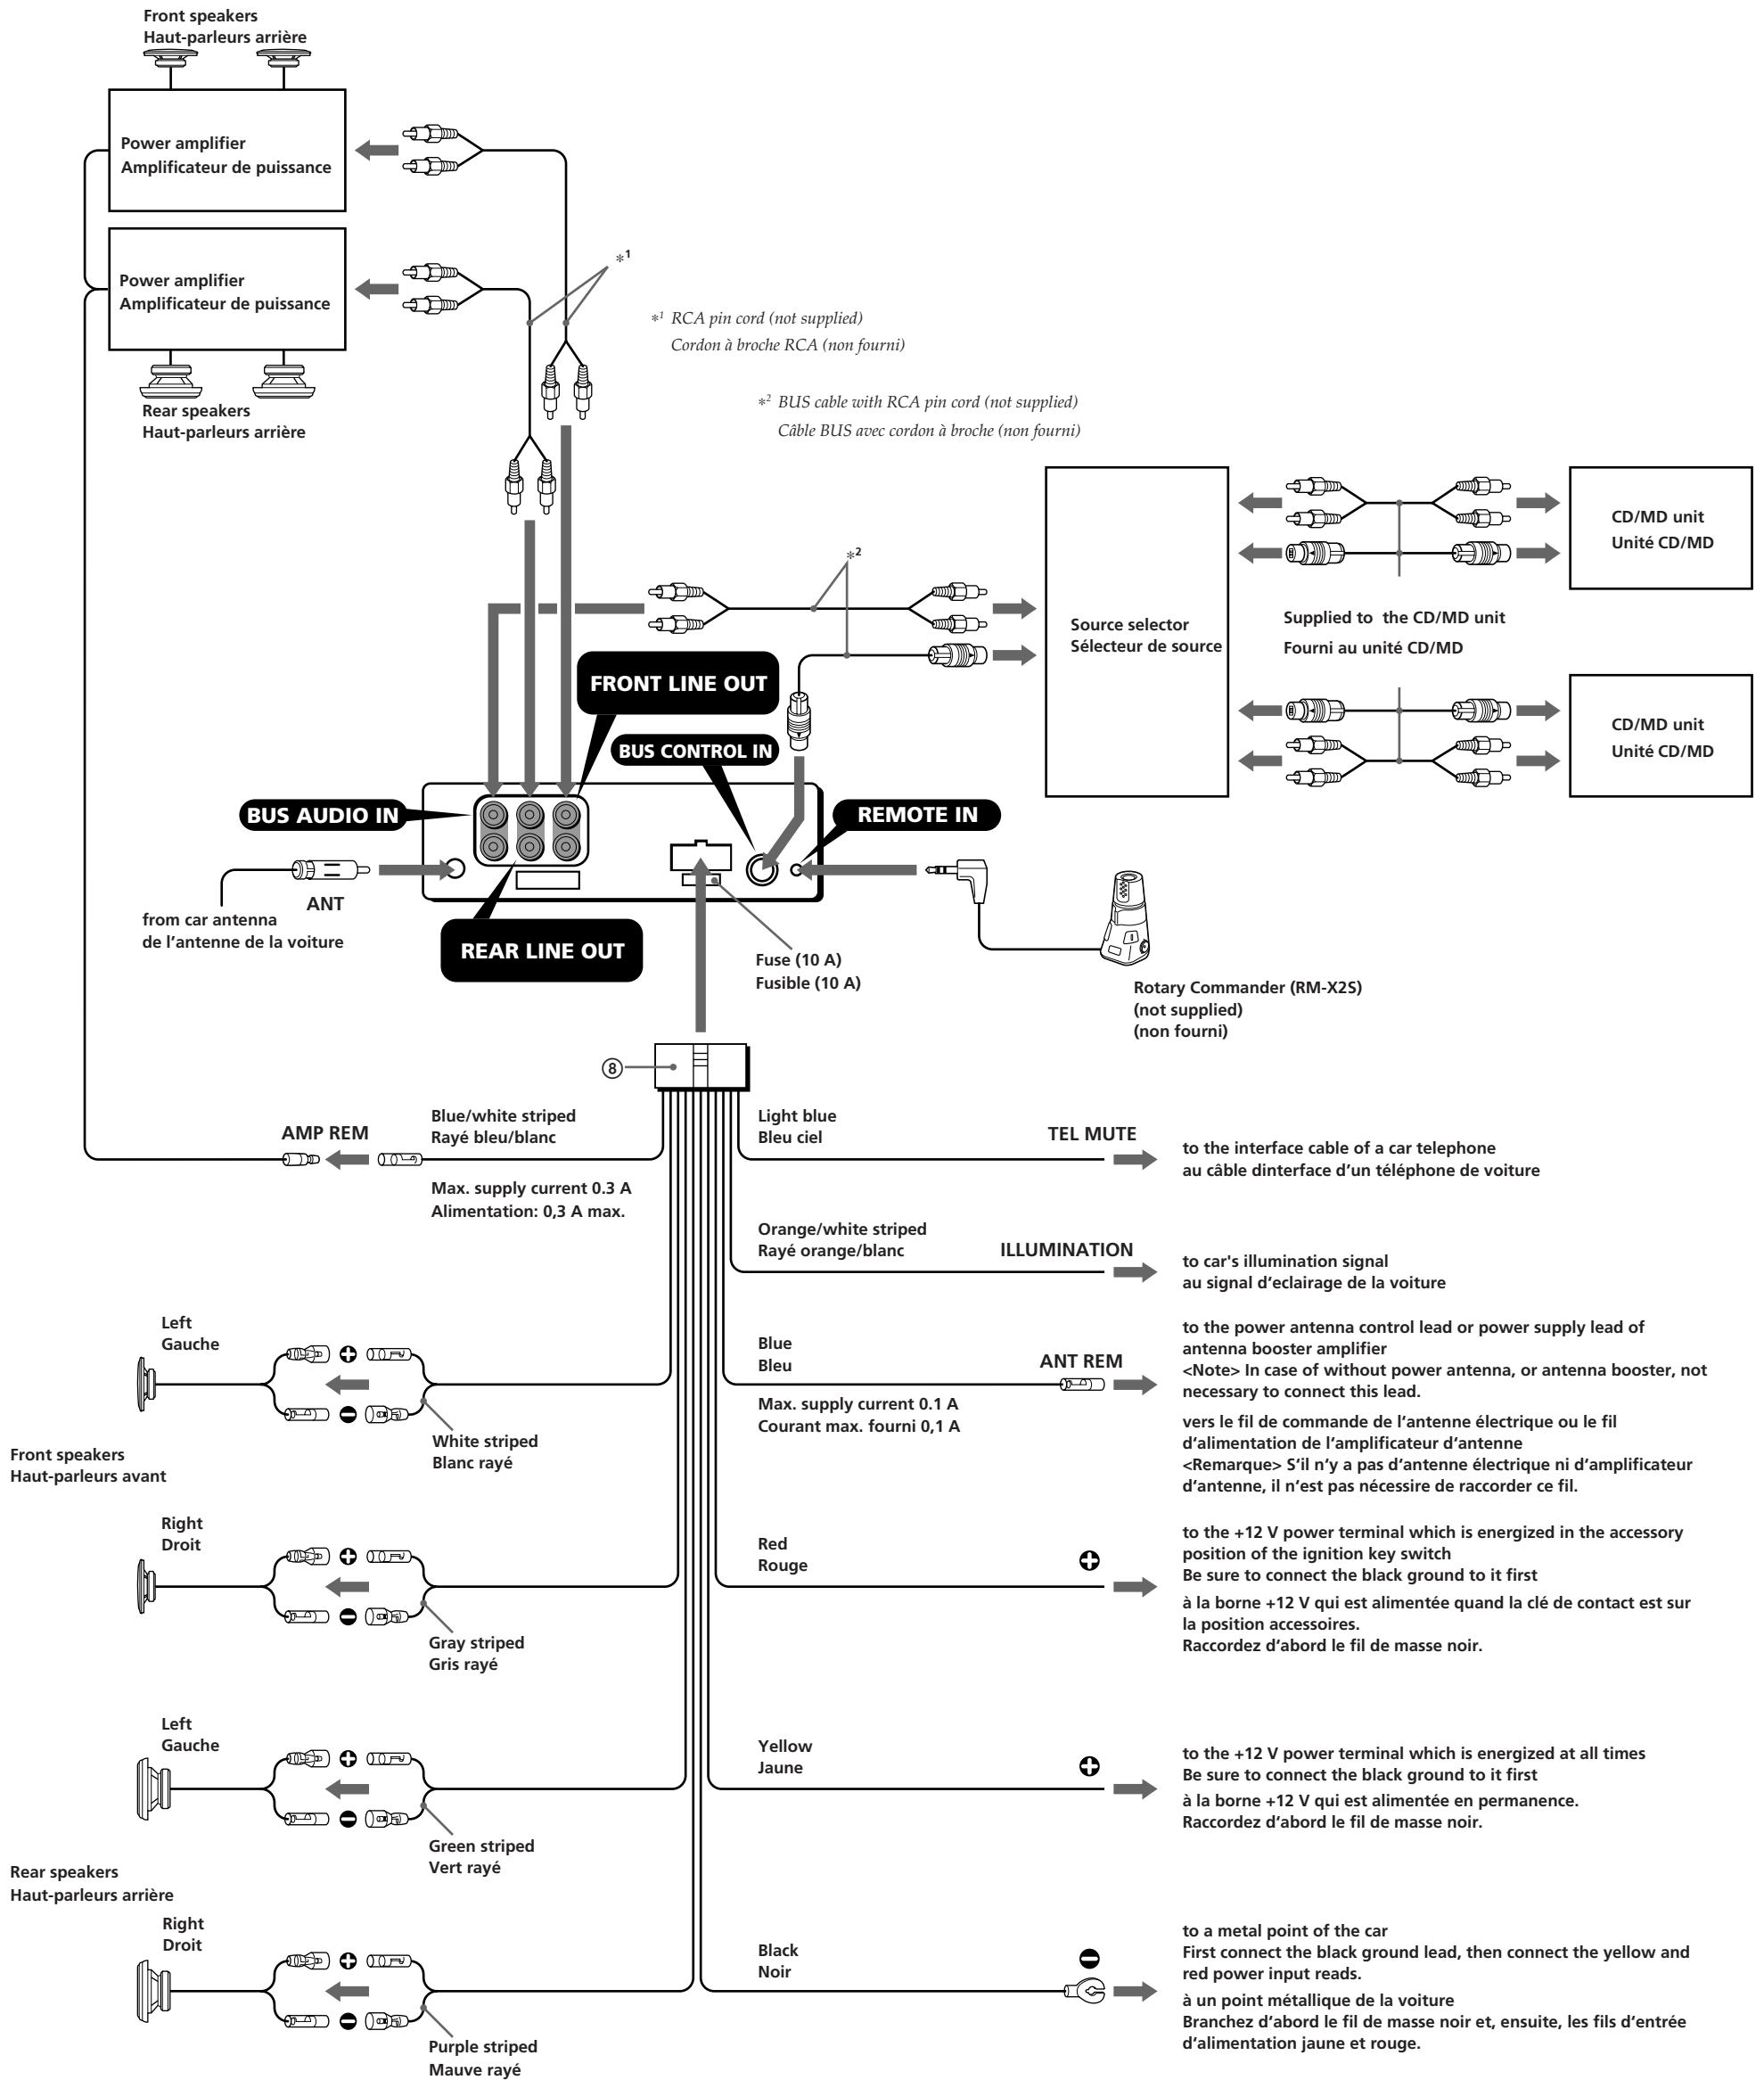 Front speakers
Haut-parleurs arrière
Power amplifier
Amplificateur de puissance
Power amplifier
Amplificateur de puissance
Rear speakers
Haut-parleurs arrière
*1
*1 RCA pin cord (not supplied)
Cordon à broche RCA (non fourni)
*2 BUS cable with RCA pin cord (not supplied)
Câble BUS avec cordon à broche (non fourni)
*2
Source selector
Sélecteur de source
CD/MD unit
Unité CD/MD
Supplied to the CD/MD unit
Fourni au unité CD/MD
CD/MD unit
Unité CD/MD
FRONT LINE OUT
BUS CONTROL IN
BUS AUDIO IN
REMOTE IN
ANT
from car antenna
de l’antenne de la voiture
REAR LINE OUT
Fuse (10 A)
Fusible (10 A)
Rotary Commander (RM-X2S)
(not supplied)
(non fourni)
8
AMP REM
Blue/white striped
Rayé bleu/blanc
Max. supply current 0.3 A
Alimentation: 0,3 A max.
Light blue
Bleu ciel
TEL MUTE
to the interface cable of a car telephone
au câble dinterface d‘un téléphone de voiture
Orange/white striped
Rayé orange/blanc
ILLUMINATION
to car's illumination signal
au signal d‘eclairage de la voiture
Left
Gauche
White striped
Blanc rayé
Front speakers
Haut-parleurs avant
Right
Droit
Gray striped
Gris rayé
Blue
Bleu
ANT REM
Max. supply current 0.1 A
Courant max. fourni 0,1 A
to the power antenna control lead or power supply lead of
antenna booster amplifier
<Note> In case of without power antenna, or antenna booster, not
necessary to connect this lead.
vers le fil de commande de l‘antenne électrique ou le fil
d‘alimentation de l‘amplificateur d‘antenne
<Remarque> S‘il n‘y a pas d‘antenne électrique ni d‘amplificateur
d‘antenne, il n‘est pas nécessire de raccorder ce fil.
Red
Rouge
to the +12 V power terminal which is energized in the accessory
position of the ignition key switch
Be sure to connect the black ground to it first
à la borne +12 V qui est alimentée quand la clé de contact est sur
la position accessoires.
Raccordez d‘abord le fil de masse noir.
Left
Gauche
Green striped
Vert rayé
Rear speakers
Haut-parleurs arrière
Right
Droit
Purple striped
Mauve rayé
Yellow
Jaune
to the +12 V power terminal which is energized at all times
Be sure to connect the black ground to it first
à la borne +12 V qui est alimentée en permanence.
Raccordez d‘abord le fil de masse noir.
Black
Noir
to a metal point of the car
First connect the black ground lead, then connect the yellow and
red power input reads.
à un point métallique de la voiture
Branchez d‘abord le fil de masse noir et, ensuite, les fils d‘entrée
d‘alimentation jaune et rouge.